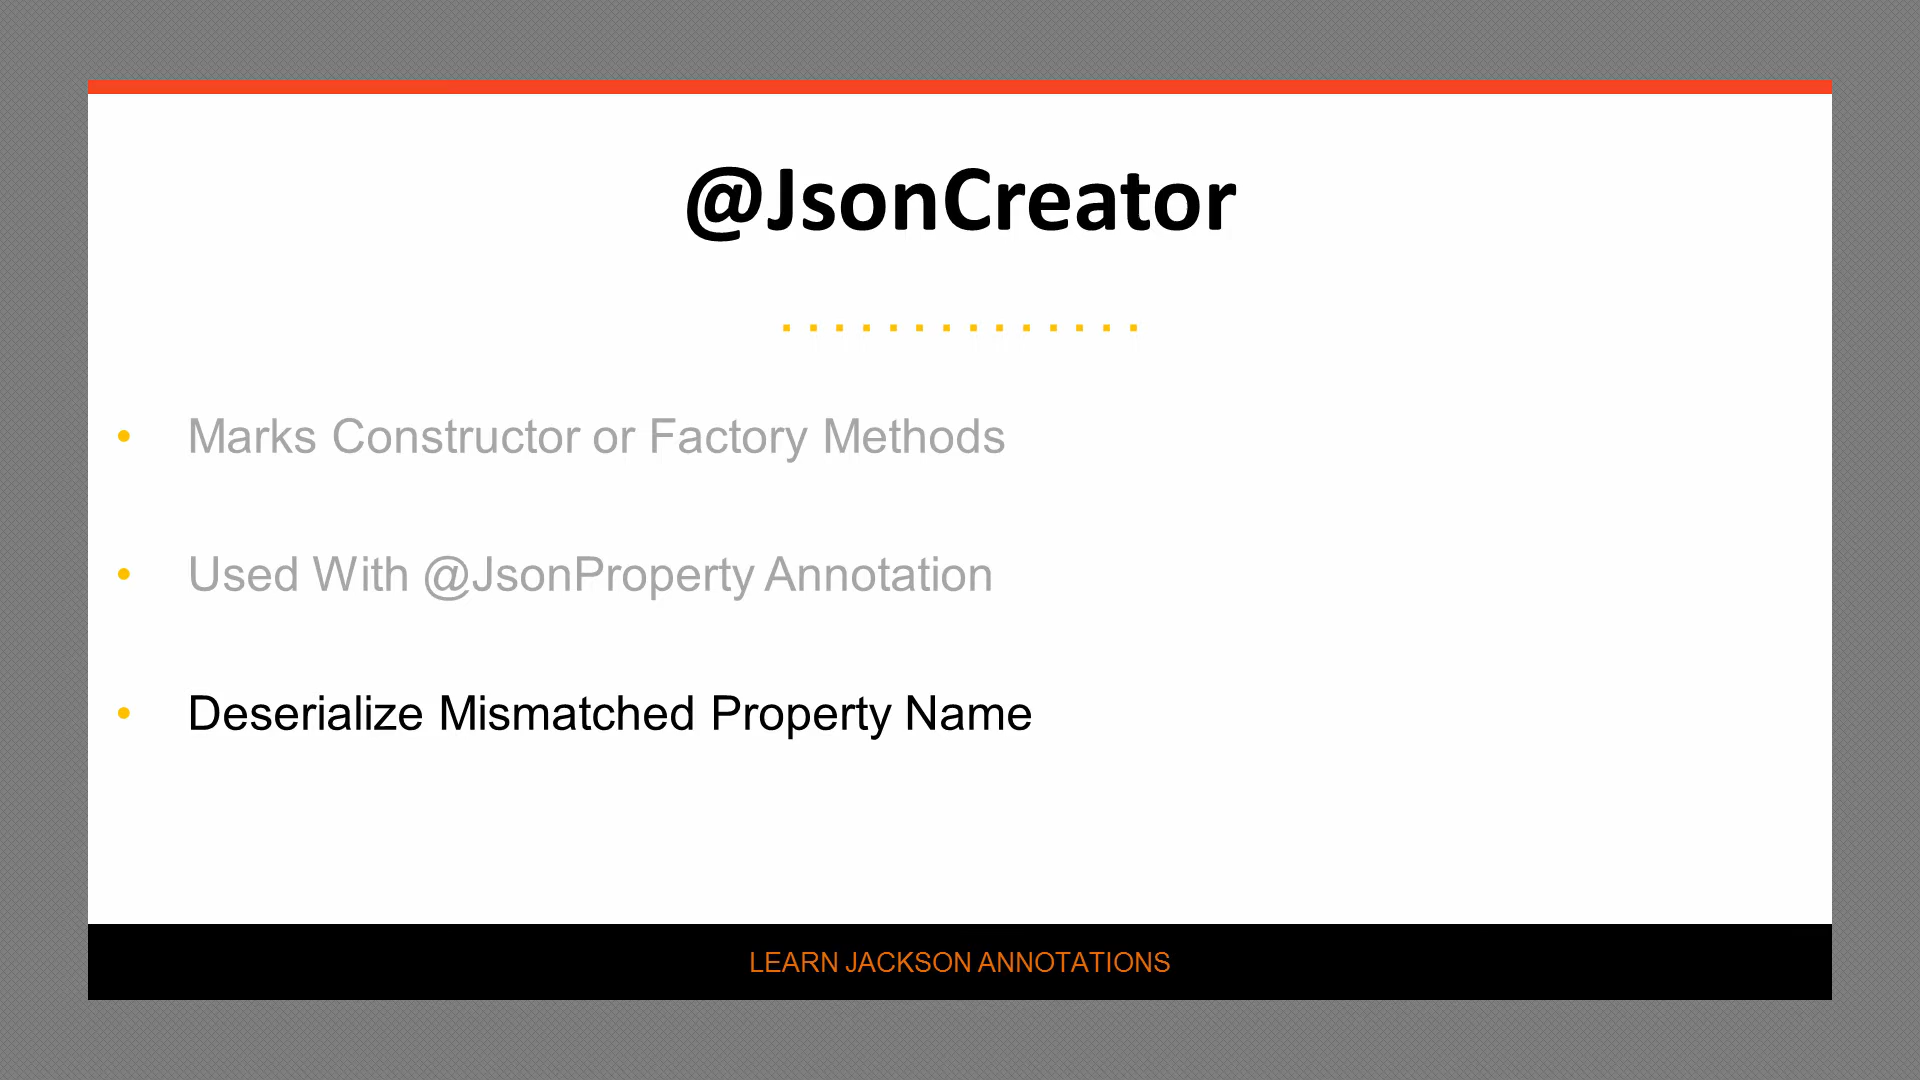 @JsonCreator
• Marks Constructor or Factory Methods
• Used With @JsonProperty Annotation
• Deserialize Mismatched Property Name
LEARN JACKSON ANNOTATIONS